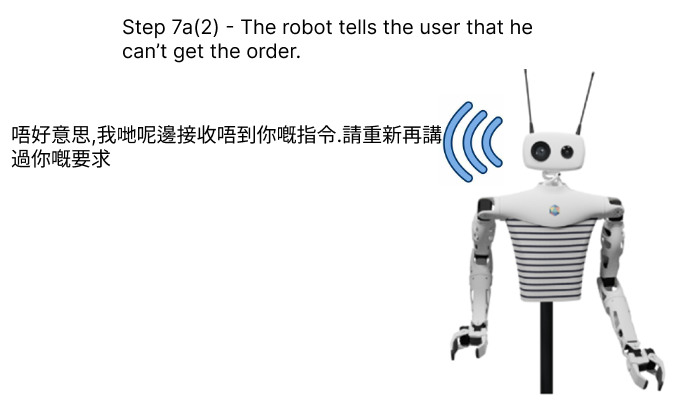 Step 7a(2) - The robot tells the user that he
can’t get the order.
唔好意思,我哋呢邊接收唔到你嘅指令.請重新再講
過你嘅要求